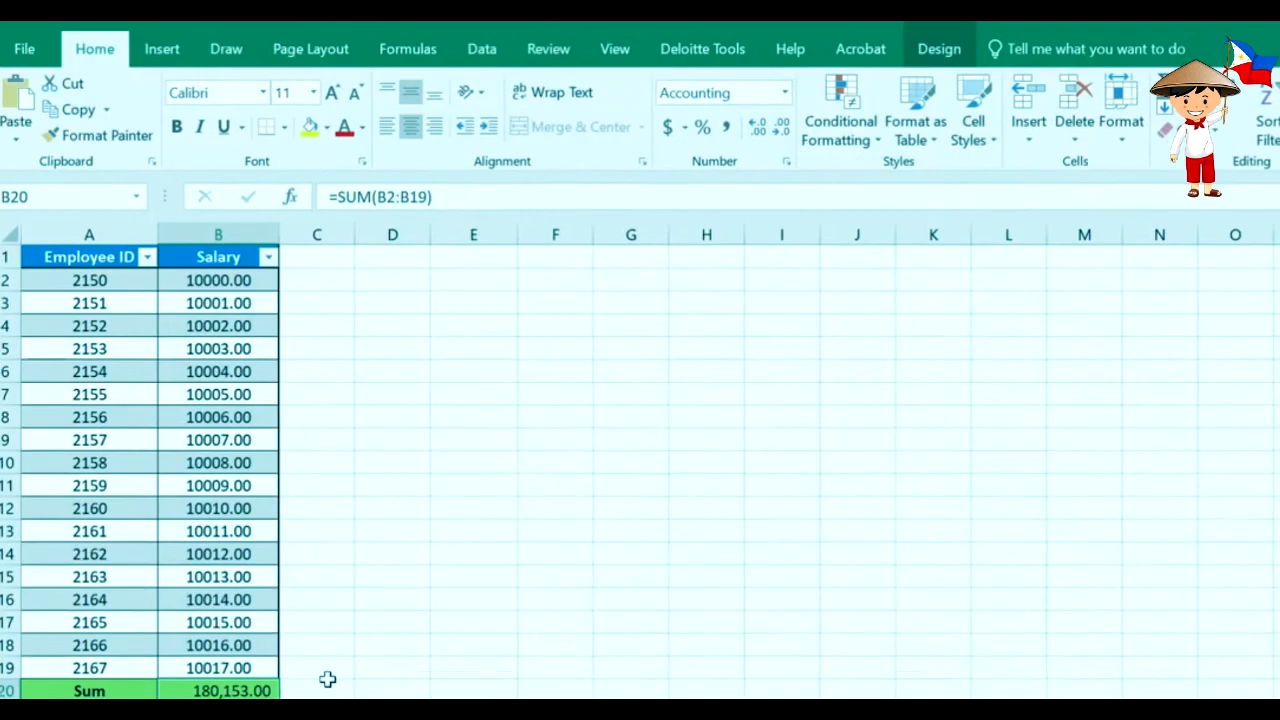 File Home Insert Draw Page Layout Formulas Data Review View Deloitte Tools Help Acrobat Design Tell me what you want to do
Cut
Copy
Format Painter
Paste
Clipboard
Calibri 11
B I U
Font
Wrap Text
Merge & Center
Alignment
Accounting
$ % ,
Number
Conditional Formatting
Format as Table
Cell Styles
Styles
Insert Delete Format
Cells
Editing
B20 fx =SUM(B2:B19)
A B C D E F G H I J K L M N O
1 Employee ID Salary
2 2150 10000.00
3 2151 10001.00
4 2152 10002.00
5 2153 10003.00
6 2154 10004.00
7 2155 10005.00
8 2156 10006.00
9 2157 10007.00
10 2158 10008.00
11 2159 10009.00
12 2160 10010.00
13 2161 10011.00
14 2162 10012.00
15 2163 10013.00
16 2164 10014.00
17 2165 10015.00
18 2166 10016.00
19 2167 10017.00
20 Sum 180,153.00